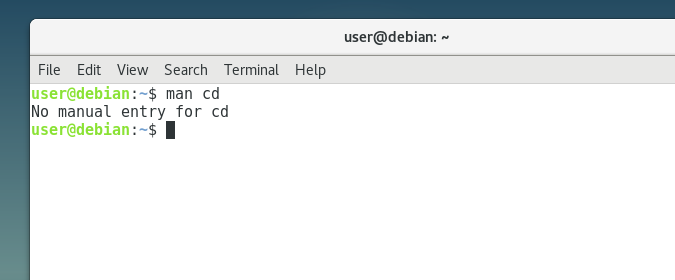 user@debian: ~
File Edit View Search Terminal Help
user@debian:~$ man cd
No manual entry for cd
user@debian:~$